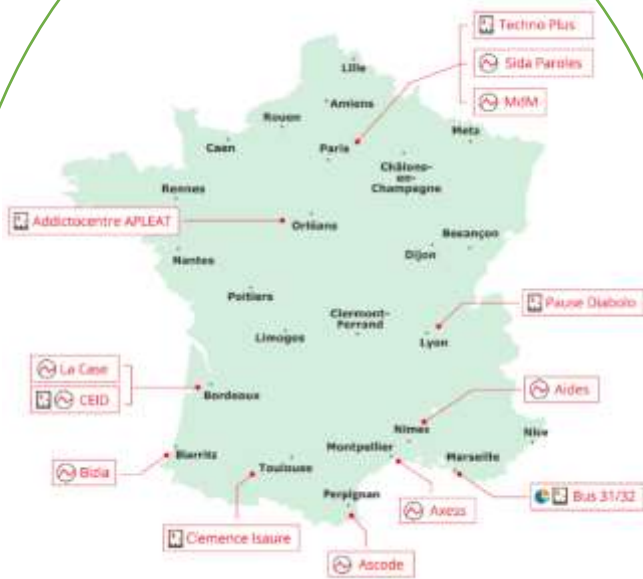 Techno Plus
Lille
Sida Paroles
Amiens
MdM
Rouen
Metz
Caen
Paris
Châlons-
en-
Champagne
Rennes
Addictocentre APLEAT
Orléans
Besançon
Dijon
Nantes
Poitiers
Pause Diabolo
Clermont-
Ferrand
Limoges
Lyon
La Case
Bordeaux
CEID
Aides
Nimes
Nice
Montpellier
Biarritz
Marseille
Toulouse
Bizia
Bus 31/32
Perpignan
Axess
Clemence Isaure
Ascode